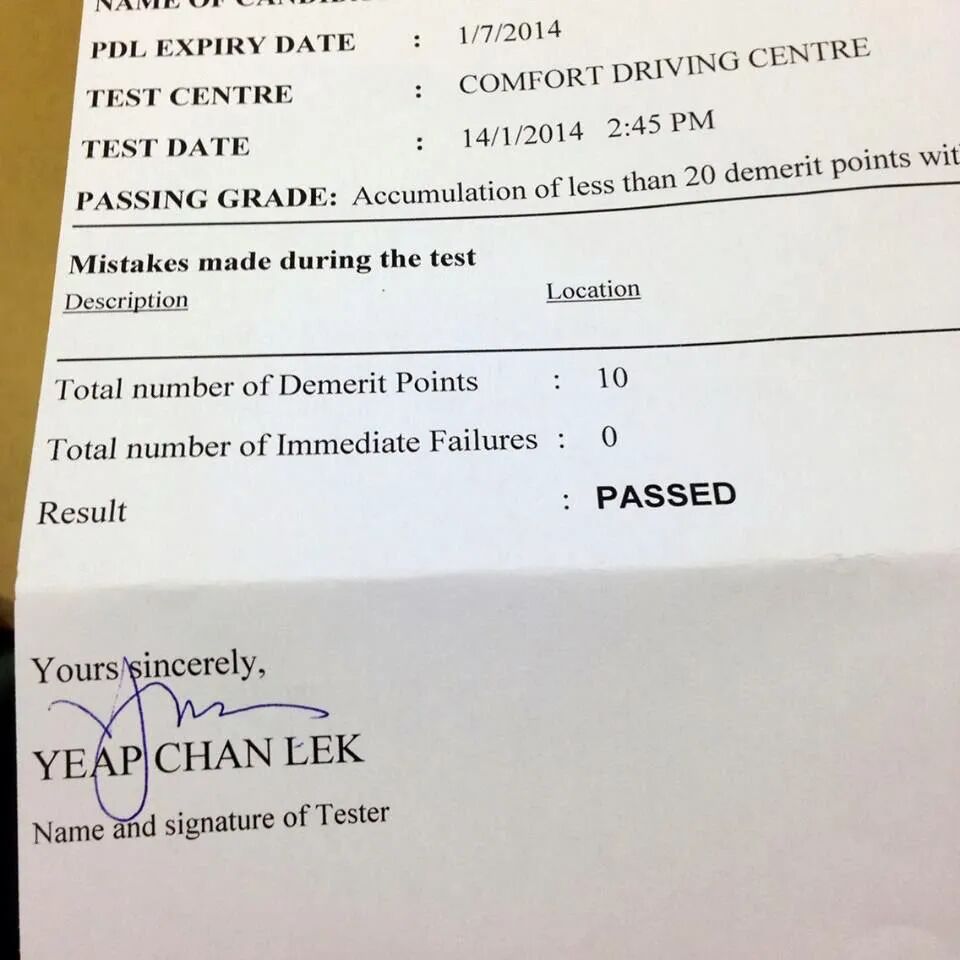 NAME OF
PDL EXPIRY DATE : 1/7/2014
TEST CENTRE : COMFORT DRIVING CENTRE
TEST DATE : 14/1/2014 2:45 PM
PASSING GRADE: Accumulation of less than 20 demerit points
Mistakes made during the test
Description Location
Total number of Demerit Points : 10
Total number of Immediate Failures : 0
Result : PASSED
Yours sincerely,
YEAP CHAN LEK
Name and signature of Tester